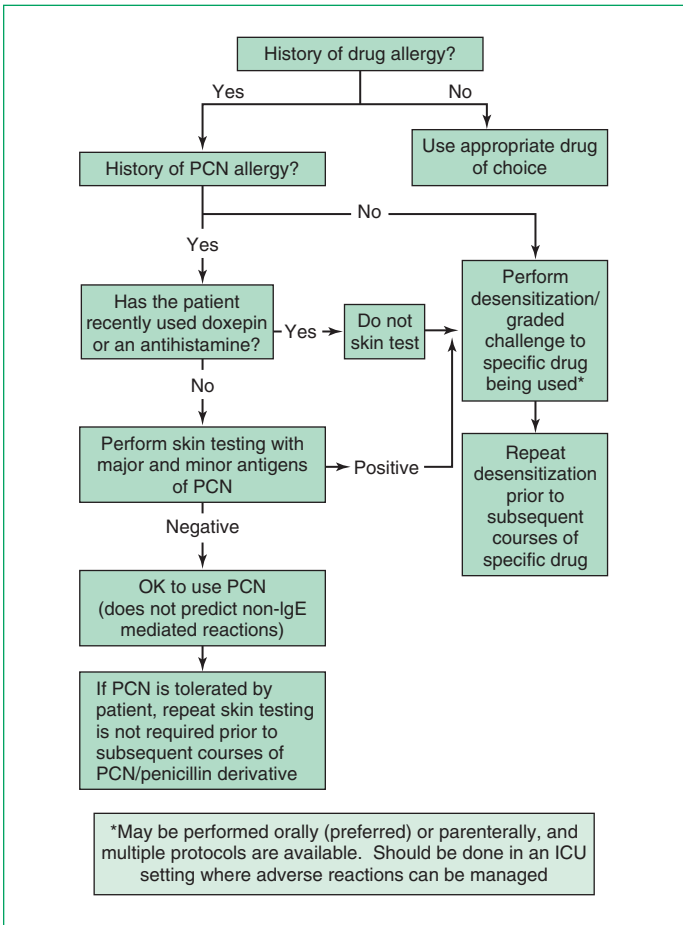 History of drug allergy?
Yes
No
History of PCN allergy?
Use appropriate drug
of choice
No
Yes
Has the patient
recently used doxepin
or an antihistamine?
Yes
Do not
skin test
Perform
desensitization/
graded
challenge to
specific drug
being used*
No
Perform skin testing with
major and minor antigens
of PCN
Positive
Repeat
desensitization
prior to
subsequent
courses of
specific drug
Negative
OK to use PCN
(does not predict non-IgE
mediated reactions)
If PCN is tolerated by
patient, repeat skin testing
is not required prior to
subsequent courses of
PCN/penicillin derivative
*May be performed orally (preferred) or parenterally, and
multiple protocols are available. Should be done in an ICU
setting where adverse reactions can be managed